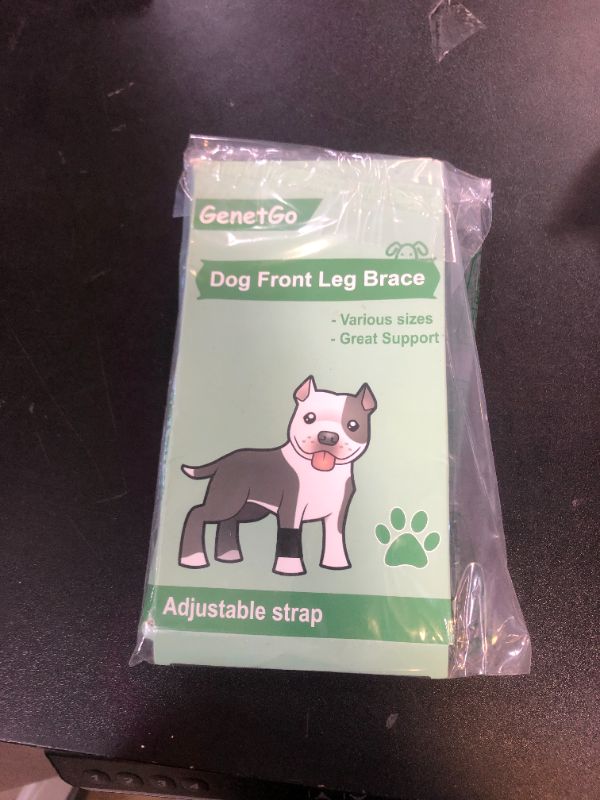 GenetGo
Dog Front Leg Brace
- Various sizes
- Great Support
Adjustable strap